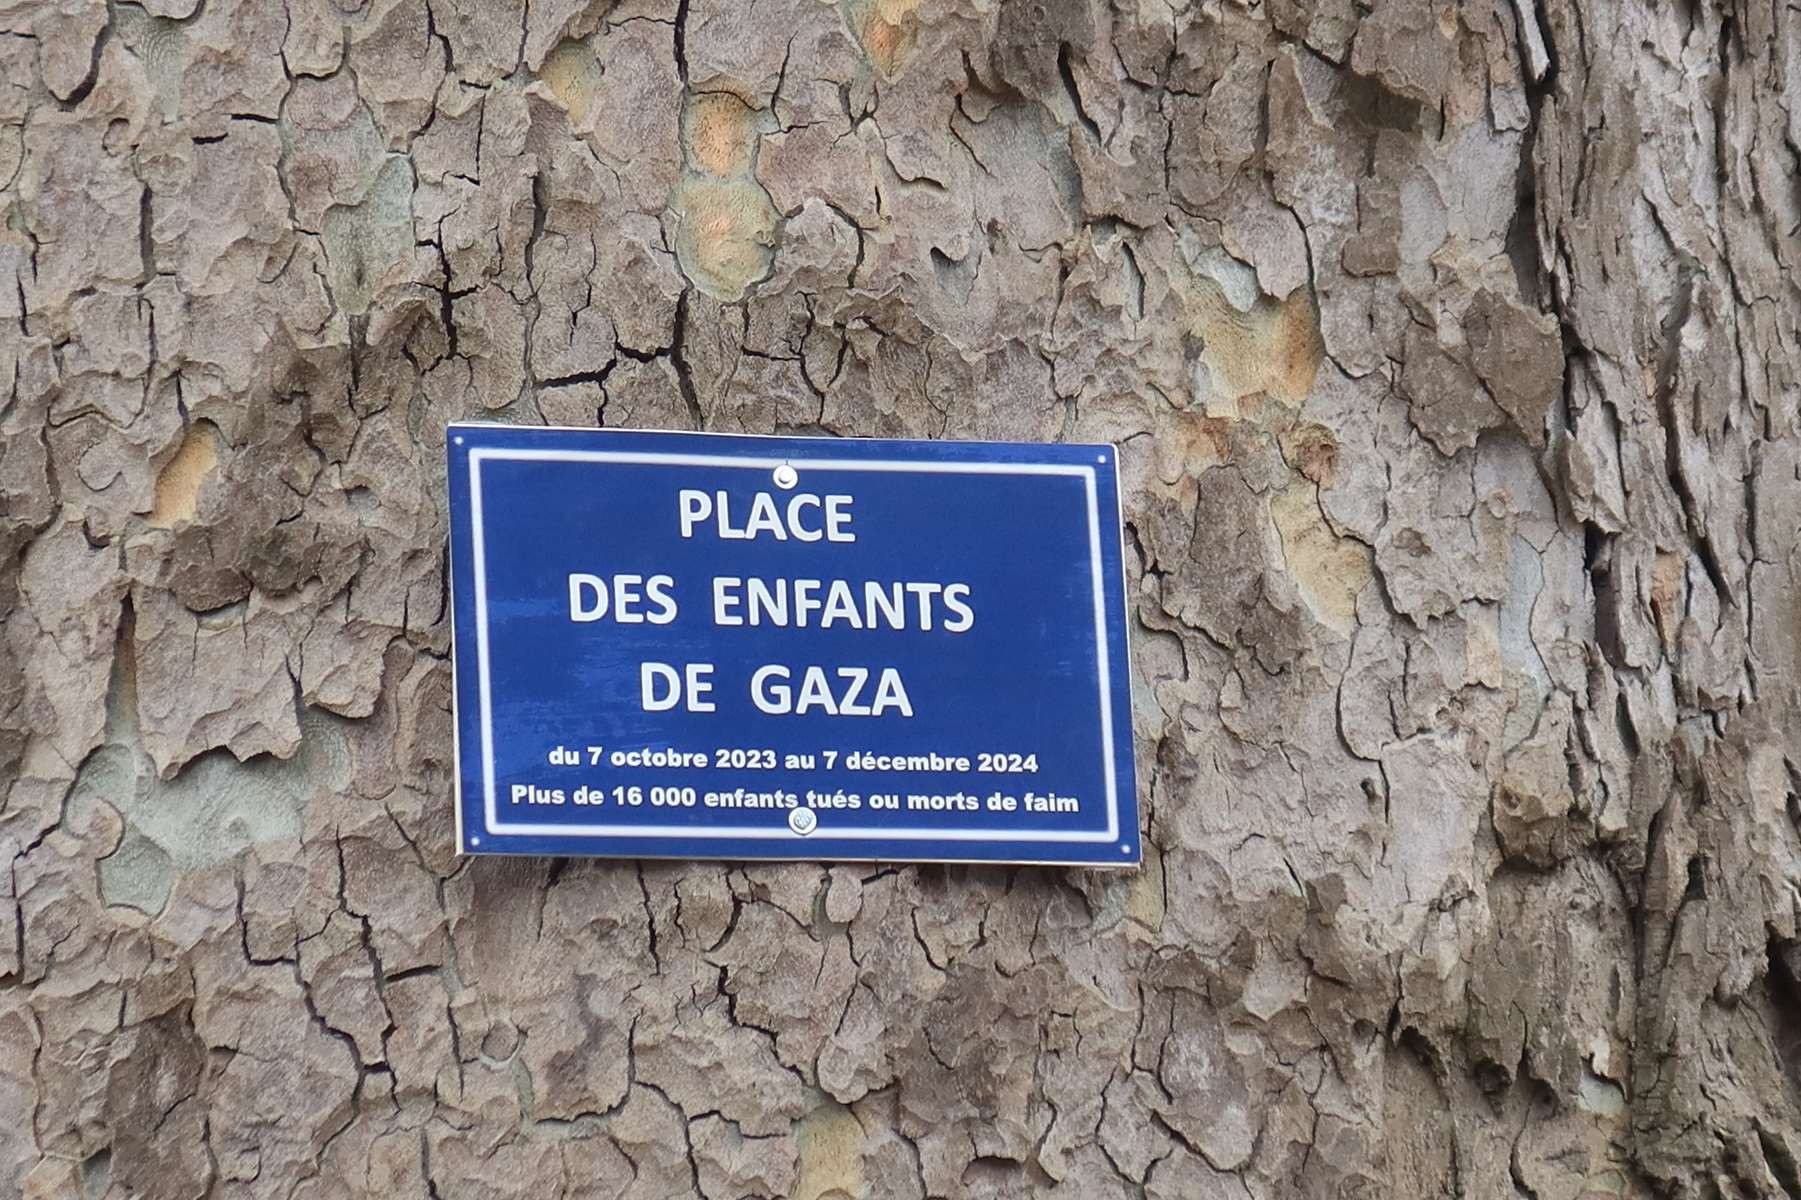 PLACE
DES ENFANTS
DE GAZA
du 7 octobre 2023 au 7 décembre 2024
Plus de 16 000 enfants tués ou morts de faim